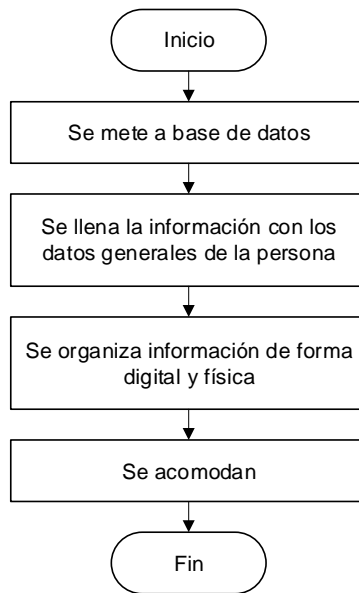 Inicio
Se mete a base de datos
Se llena la información con los
datos generales de la persona
Se organiza información de forma
digital y física
Se acomodan
Fin